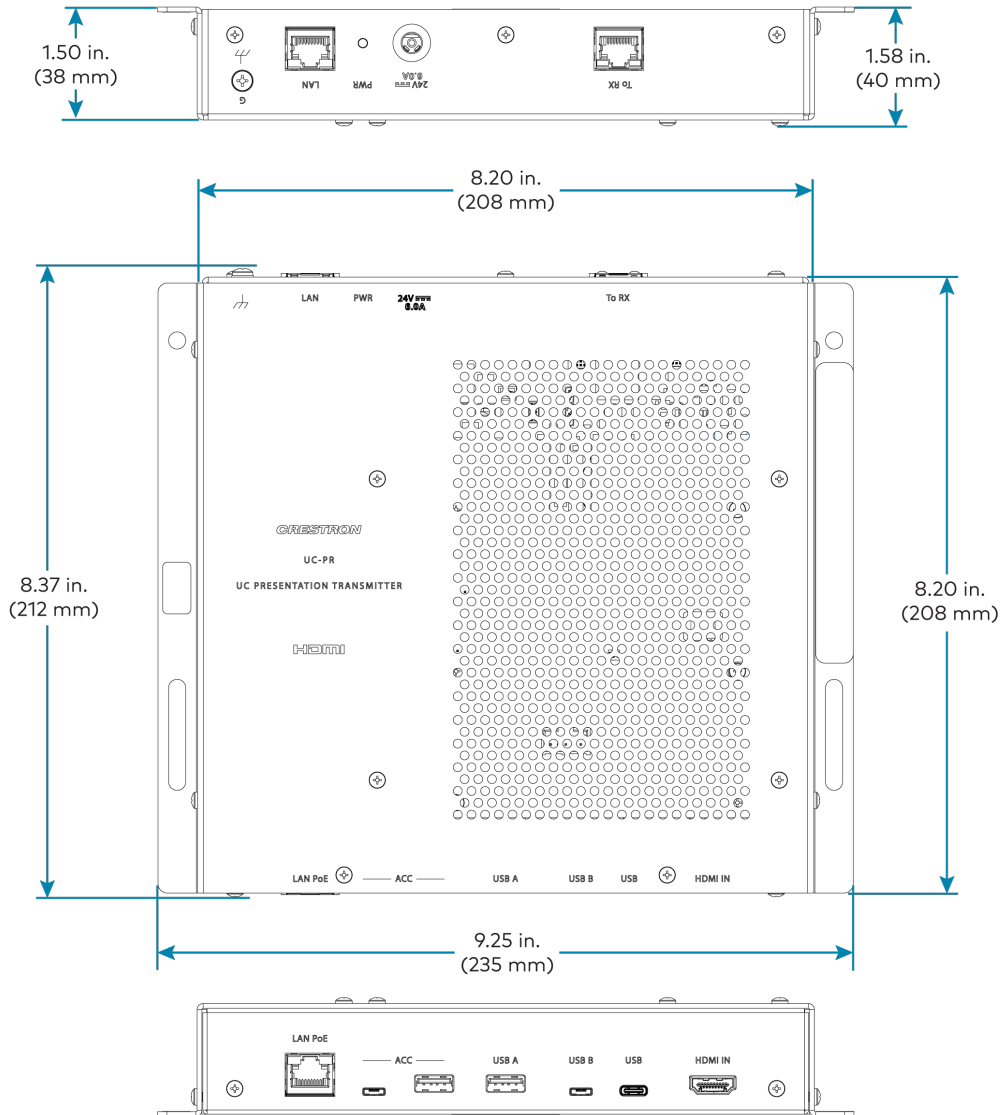 1.50 in.
(38 mm)
G
LAN
PWR
24V
6.0A
To RX
1.58 in.
(40 mm)
8.20 in.
(208 mm)
LAN PWR 24V To RX
6.0A
CRESTRON
UC-PR
UC PRESENTATION TRANSMITTER
HDMI
8.37 in.
(212 mm)
8.20 in.
(208 mm)
LAN PoE ACC USB A USB B USB HDMI IN
9.25 in.
(235 mm)
LAN PoE
ACC USB A USB B USB HDMI IN